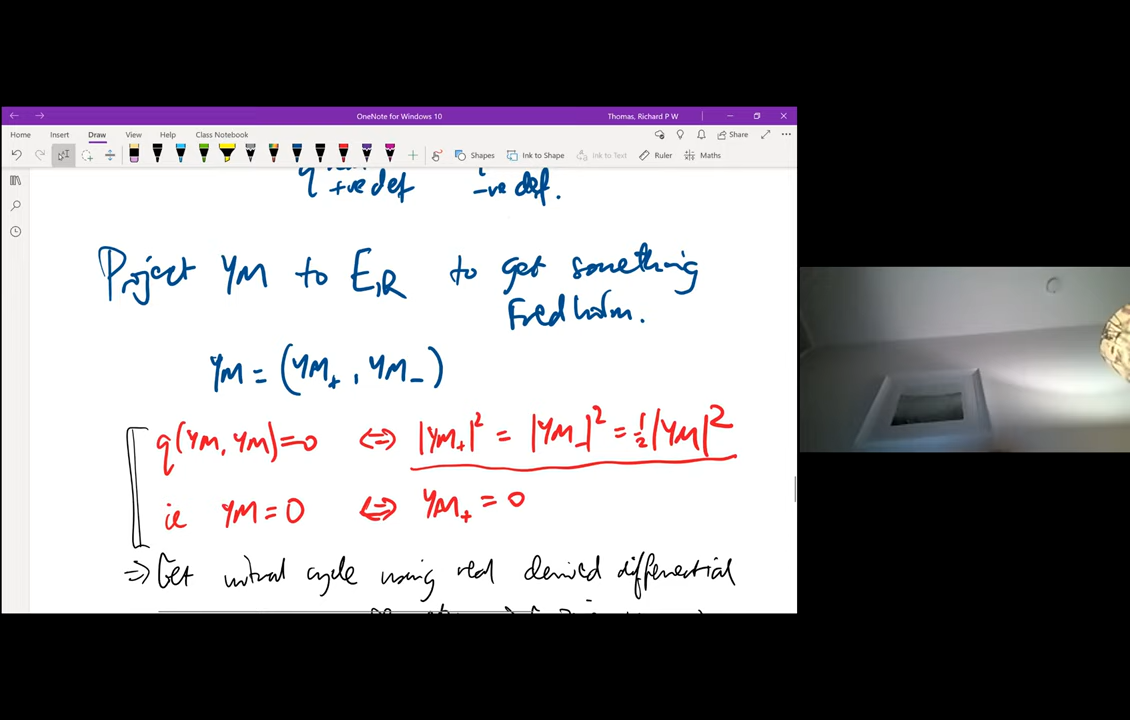 OneNote for Windows 10
Thomas, Richard P W
Home Insert Draw View Help Class Notebook
Shapes Ink to Shape Ink to Text Ruler Maths Share
q
+ve def -ve def.
Project YM to E_ℝ to get something
Fredholm.
YM = (YM₊, YM₋)
q(YM, YM) = 0 ⇔ |YM₊|² = |YM₋|² = ½|YM|²
ie YM = 0 ⇔ YM₊ = 0
⇒ Get virtual cycle using real derived differential